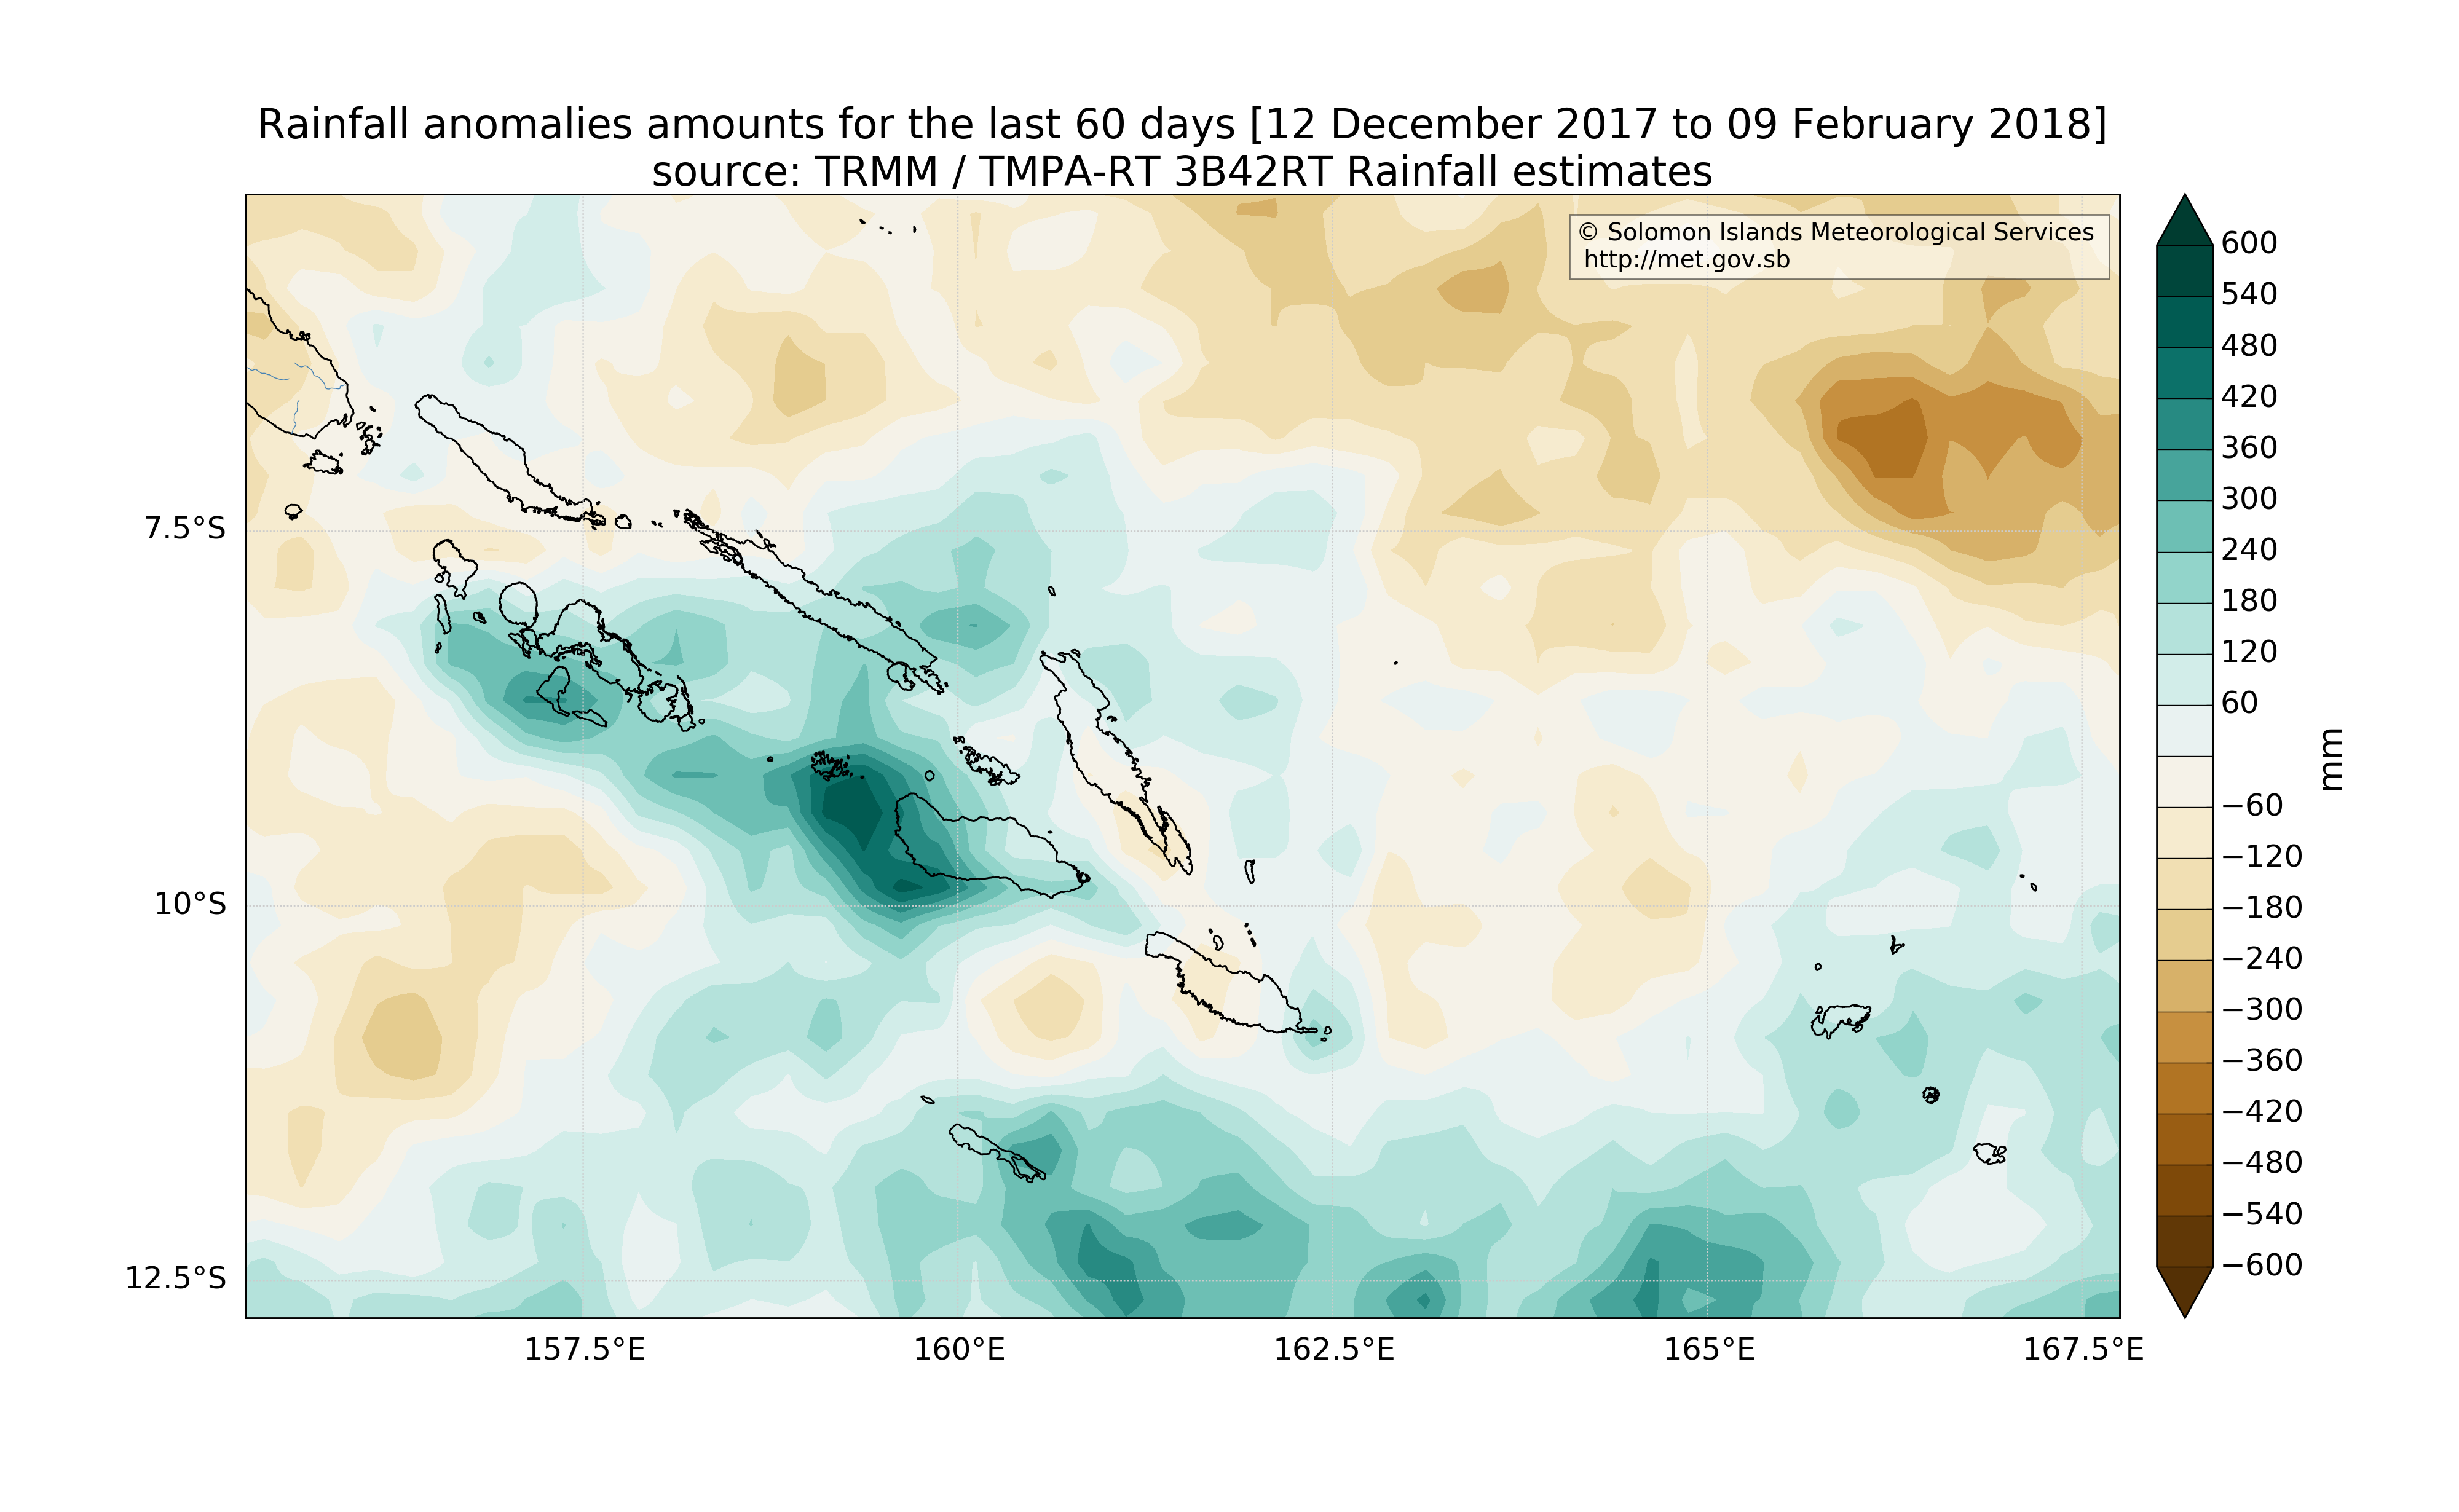 Rainfall anomalies amounts for the last 60 days [12 December 2017 to 09 February 2018]
source: TRMM / TMPA-RT 3B42RT Rainfall estimates
© Solomon Islands Meteorological Services
http://met.gov.sb
7.5°S
10°S
12.5°S
157.5°E
160°E
162.5°E
165°E
167.5°E
600
540
480
420
360
300
240
180
120
60
−60
−120
−180
−240
−300
−360
−420
−480
−540
−600
mm